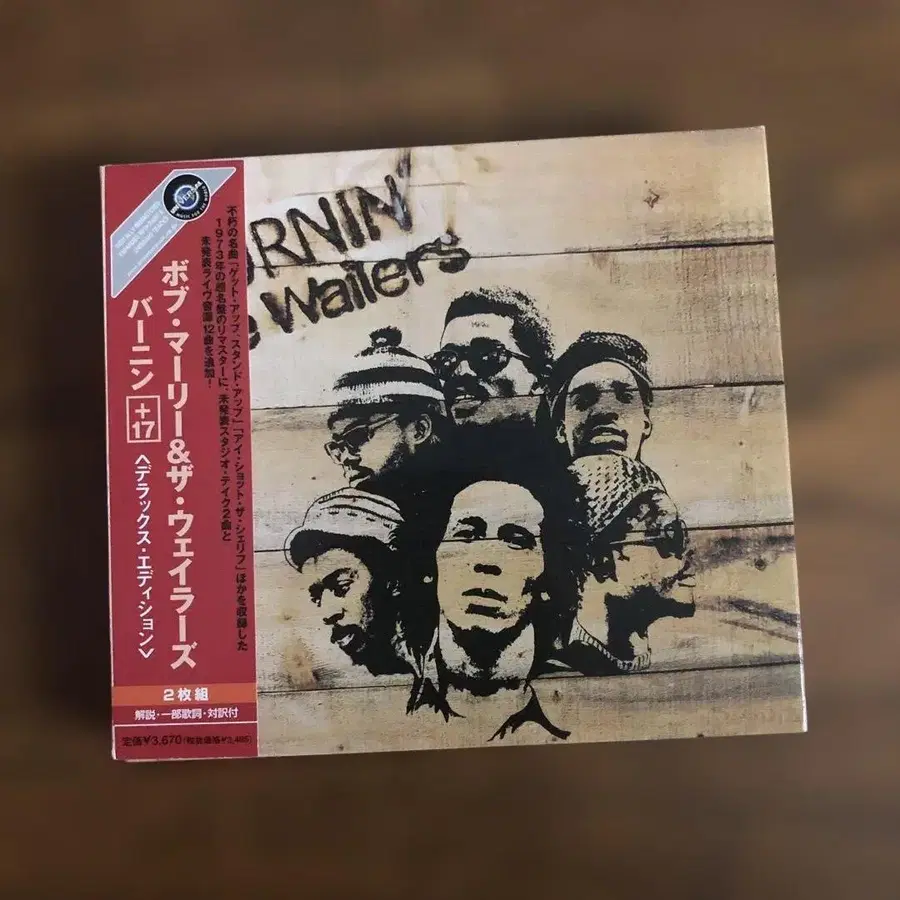 ボブ・マーリー&ザ・ウェイラーズ
バーニン+17
〈デラックス・エディション〉
不朽の名曲「ゲット・アップ、スタンド・アップ」「アイ・ショット・ザ・シェリフ」ほかを収録した
1973年の超名盤のリマスターに、未発表スタジオ・テイク2曲と
未発表ライヴ音源12曲を追加!
2枚組
解説・一部歌詞・対訳付
定価¥3,670
RNIN'
Wailers